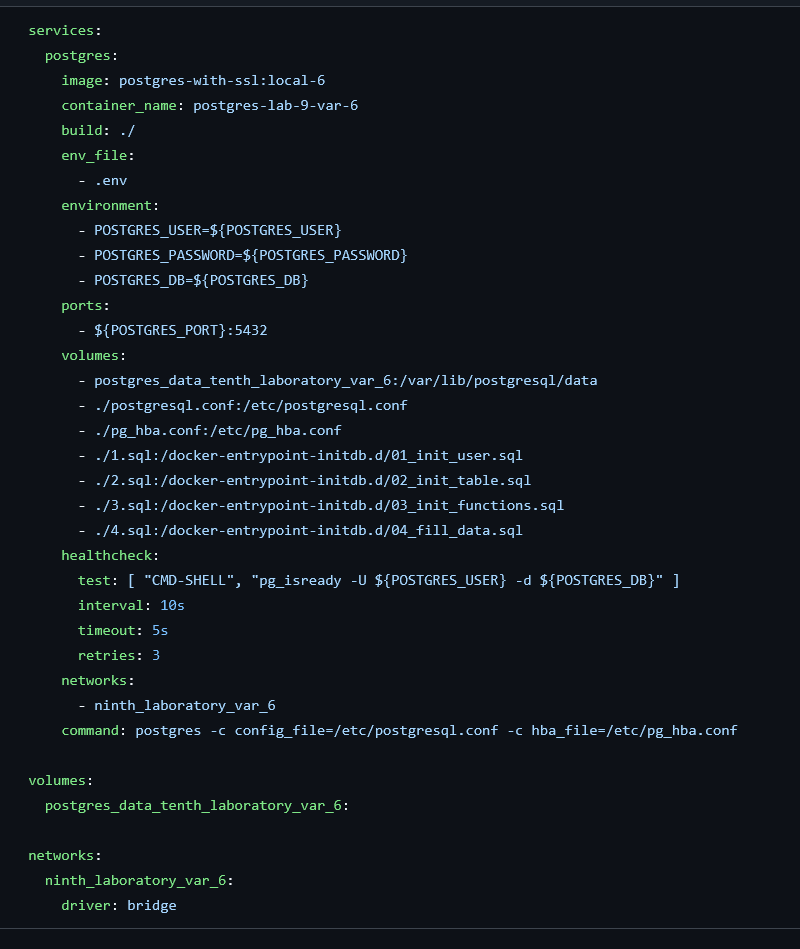 services:
  postgres:
    image: postgres-with-ssl:local-6
    container_name: postgres-lab-9-var-6
    build: ./
    env_file:
      - .env
    environment:
      - POSTGRES_USER=${POSTGRES_USER}
      - POSTGRES_PASSWORD=${POSTGRES_PASSWORD}
      - POSTGRES_DB=${POSTGRES_DB}
    ports:
      - ${POSTGRES_PORT}:5432
    volumes:
      - postgres_data_tenth_laboratory_var_6:/var/lib/postgresql/data
      - ./postgresql.conf:/etc/postgresql.conf
      - ./pg_hba.conf:/etc/pg_hba.conf
      - ./1.sql:/docker-entrypoint-initdb.d/01_init_user.sql
      - ./2.sql:/docker-entrypoint-initdb.d/02_init_table.sql
      - ./3.sql:/docker-entrypoint-initdb.d/03_init_functions.sql
      - ./4.sql:/docker-entrypoint-initdb.d/04_fill_data.sql
    healthcheck:
      test: [ "CMD-SHELL", "pg_isready -U ${POSTGRES_USER} -d ${POSTGRES_DB}" ]
      interval: 10s
      timeout: 5s
      retries: 3
    networks:
      - ninth_laboratory_var_6
    command: postgres -c config_file=/etc/postgresql.conf -c hba_file=/etc/pg_hba.conf

volumes:
  postgres_data_tenth_laboratory_var_6:

networks:
  ninth_laboratory_var_6:
    driver: bridge